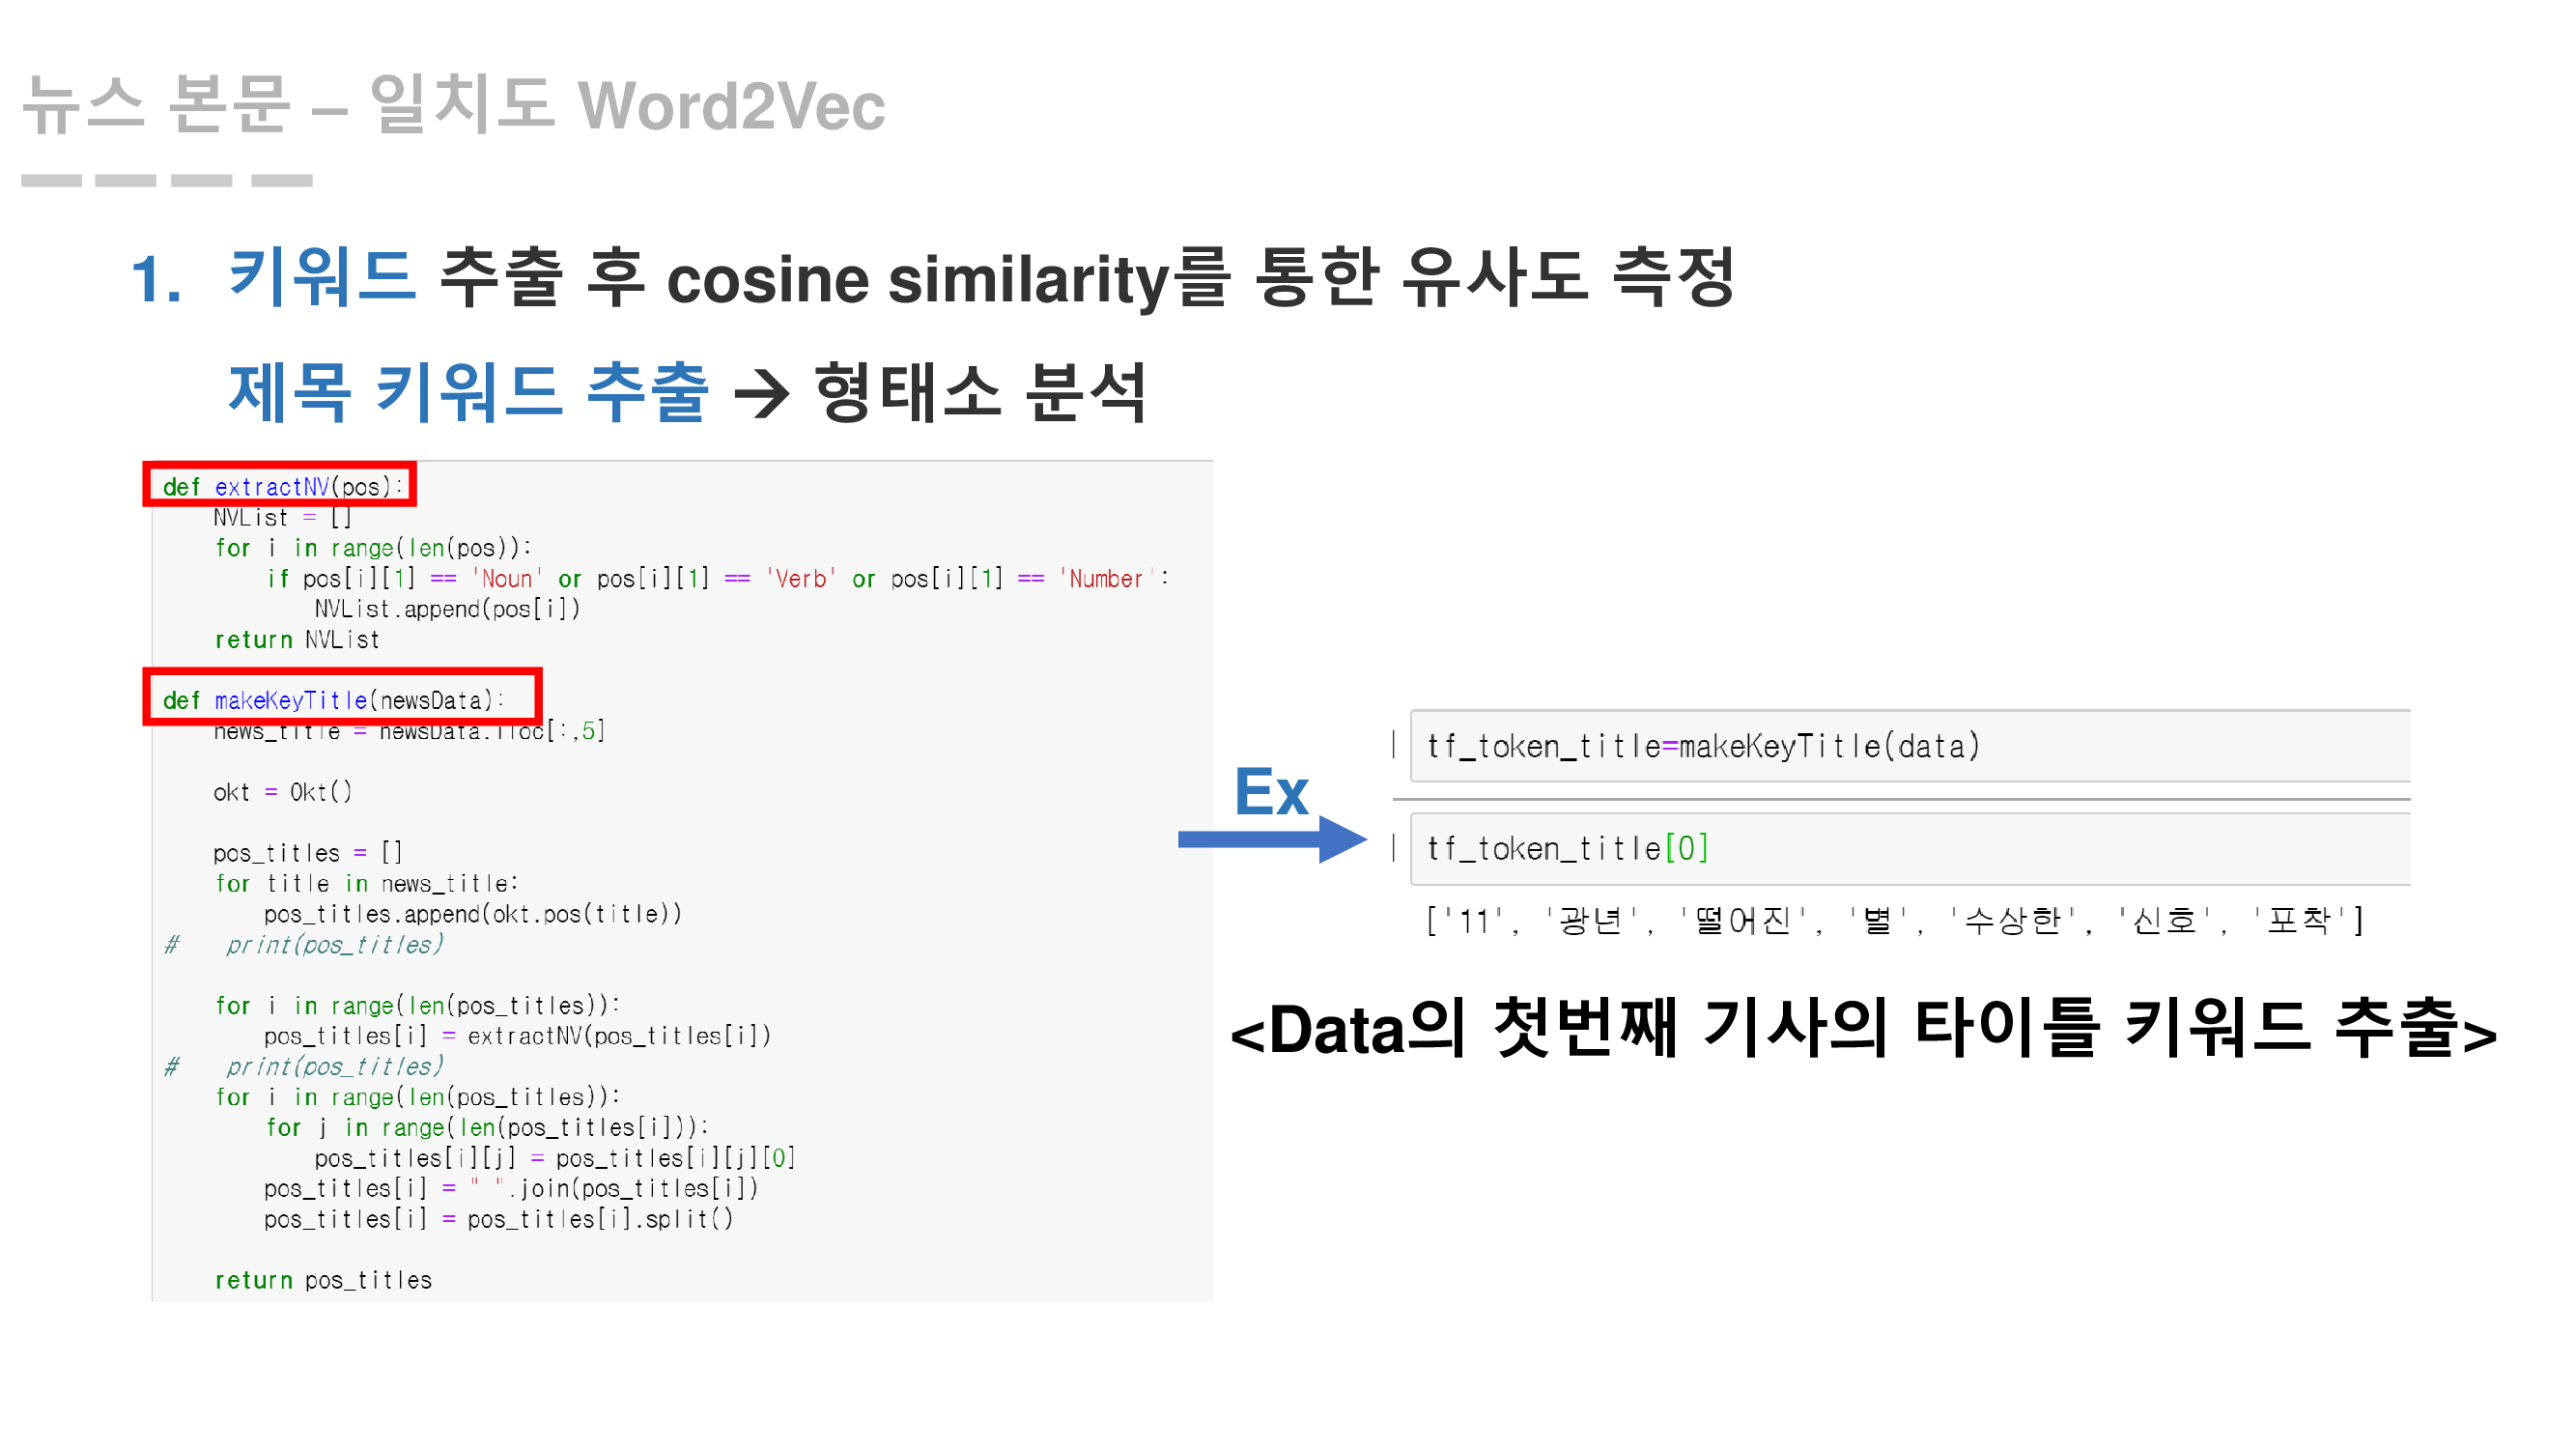 뉴스 본문 – 일치도 Word2Vec
1. 키워드 추출 후 cosine similarity를 통한 유사도 측정
제목 키워드 추출 → 형태소 분석
def extractNV(pos):
    NVList = []
    for i in range(len(pos)):
        if pos[i][1] == 'Noun' or pos[i][1] == 'Verb' or pos[i][1] == 'Number':
            NVList.append(pos[i])
    return NVList
def makeKeyTitle(newsData):
    news_title = newsData.iloc[:,5]
    okt = Okt()
    pos_titles = []
    for title in news_title:
        pos_titles.append(okt.pos(title))
#    print(pos_titles)
    for i in range(len(pos_titles)):
        pos_titles[i] = extractNV(pos_titles[i])
#    print(pos_titles)
    for i in range(len(pos_titles)):
        for j in range(len(pos_titles[i])):
            pos_titles[i][j] = pos_titles[i][j][0]
        pos_titles[i] = " ".join(pos_titles[i])
        pos_titles[i] = pos_titles[i].split()
    return pos_titles
Ex
tf_token_title=makeKeyTitle(data)
tf_token_title[0]
['11', '광년', '떨어진', '별', '수상한', '신호', '포착']
<Data의 첫번째 기사의 타이틀 키워드 추출>